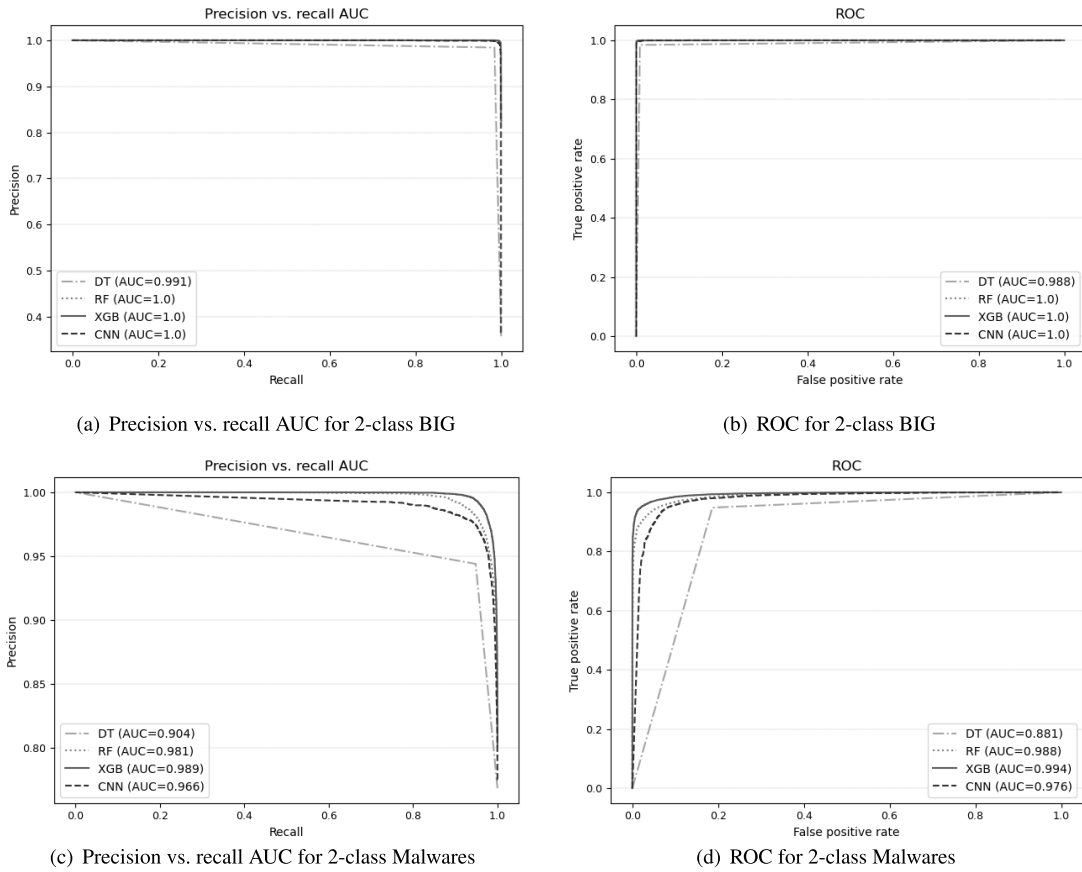 Precision vs. recall AUC
1.0
0.9
0.8
0.7
0.6
0.5
0.4
Precision
DT (AUC=0.991)
RF (AUC=1.0)
XGB (AUC=1.0)
CNN (AUC=1.0)
0.0 0.2 0.4 0.6 0.8 1.0
Recall
(a) Precision vs. recall AUC for 2-class BIG
ROC
1.0
0.8
0.6
0.4
0.2
0.0
True positive rate
DT (AUC=0.988)
RF (AUC=1.0)
XGB (AUC=1.0)
CNN (AUC=1.0)
0.0 0.2 0.4 0.6 0.8 1.0
False positive rate
(b) ROC for 2-class BIG
Precision vs. recall AUC
1.00
0.95
0.90
0.85
0.80
Precision
DT (AUC=0.904)
RF (AUC=0.981)
XGB (AUC=0.989)
CNN (AUC=0.966)
0.0 0.2 0.4 0.6 0.8 1.0
Recall
(c) Precision vs. recall AUC for 2-class Malwares
ROC
1.0
0.8
0.6
0.4
0.2
0.0
True positive rate
DT (AUC=0.881)
RF (AUC=0.988)
XGB (AUC=0.994)
CNN (AUC=0.976)
0.0 0.2 0.4 0.6 0.8 1.0
False positive rate
(d) ROC for 2-class Malwares